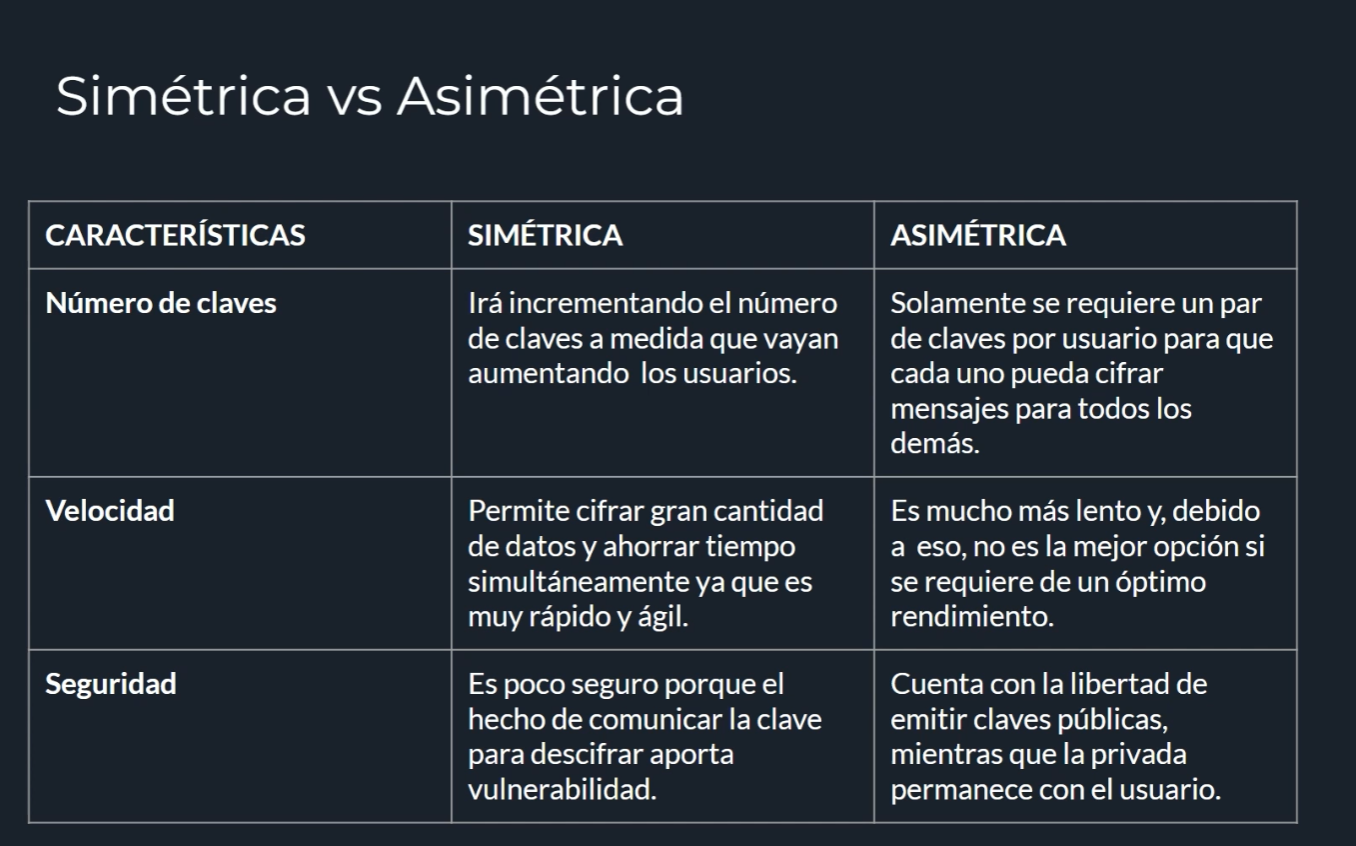 Simétrica vs Asimétrica
CARACTERÍSTICAS
SIMÉTRICA
ASIMÉTRICA
Número de claves
Irá incrementando el número
de claves a medida que vayan
aumentando  los usuarios.
Solamente se requiere un par
de claves por usuario para que
cada uno pueda cifrar
mensajes para todos los
demás.
Velocidad
Permite cifrar gran cantidad
de datos y ahorrar tiempo
simultáneamente ya que es
muy rápido y ágil.
Es mucho más lento y, debido
a  eso, no es la mejor opción si
se requiere de un óptimo
rendimiento.
Seguridad
Es poco seguro porque el
hecho de comunicar la clave
para descifrar aporta
vulnerabilidad.
Cuenta con la libertad de
emitir claves públicas,
mientras que la privada
permanece con el usuario.